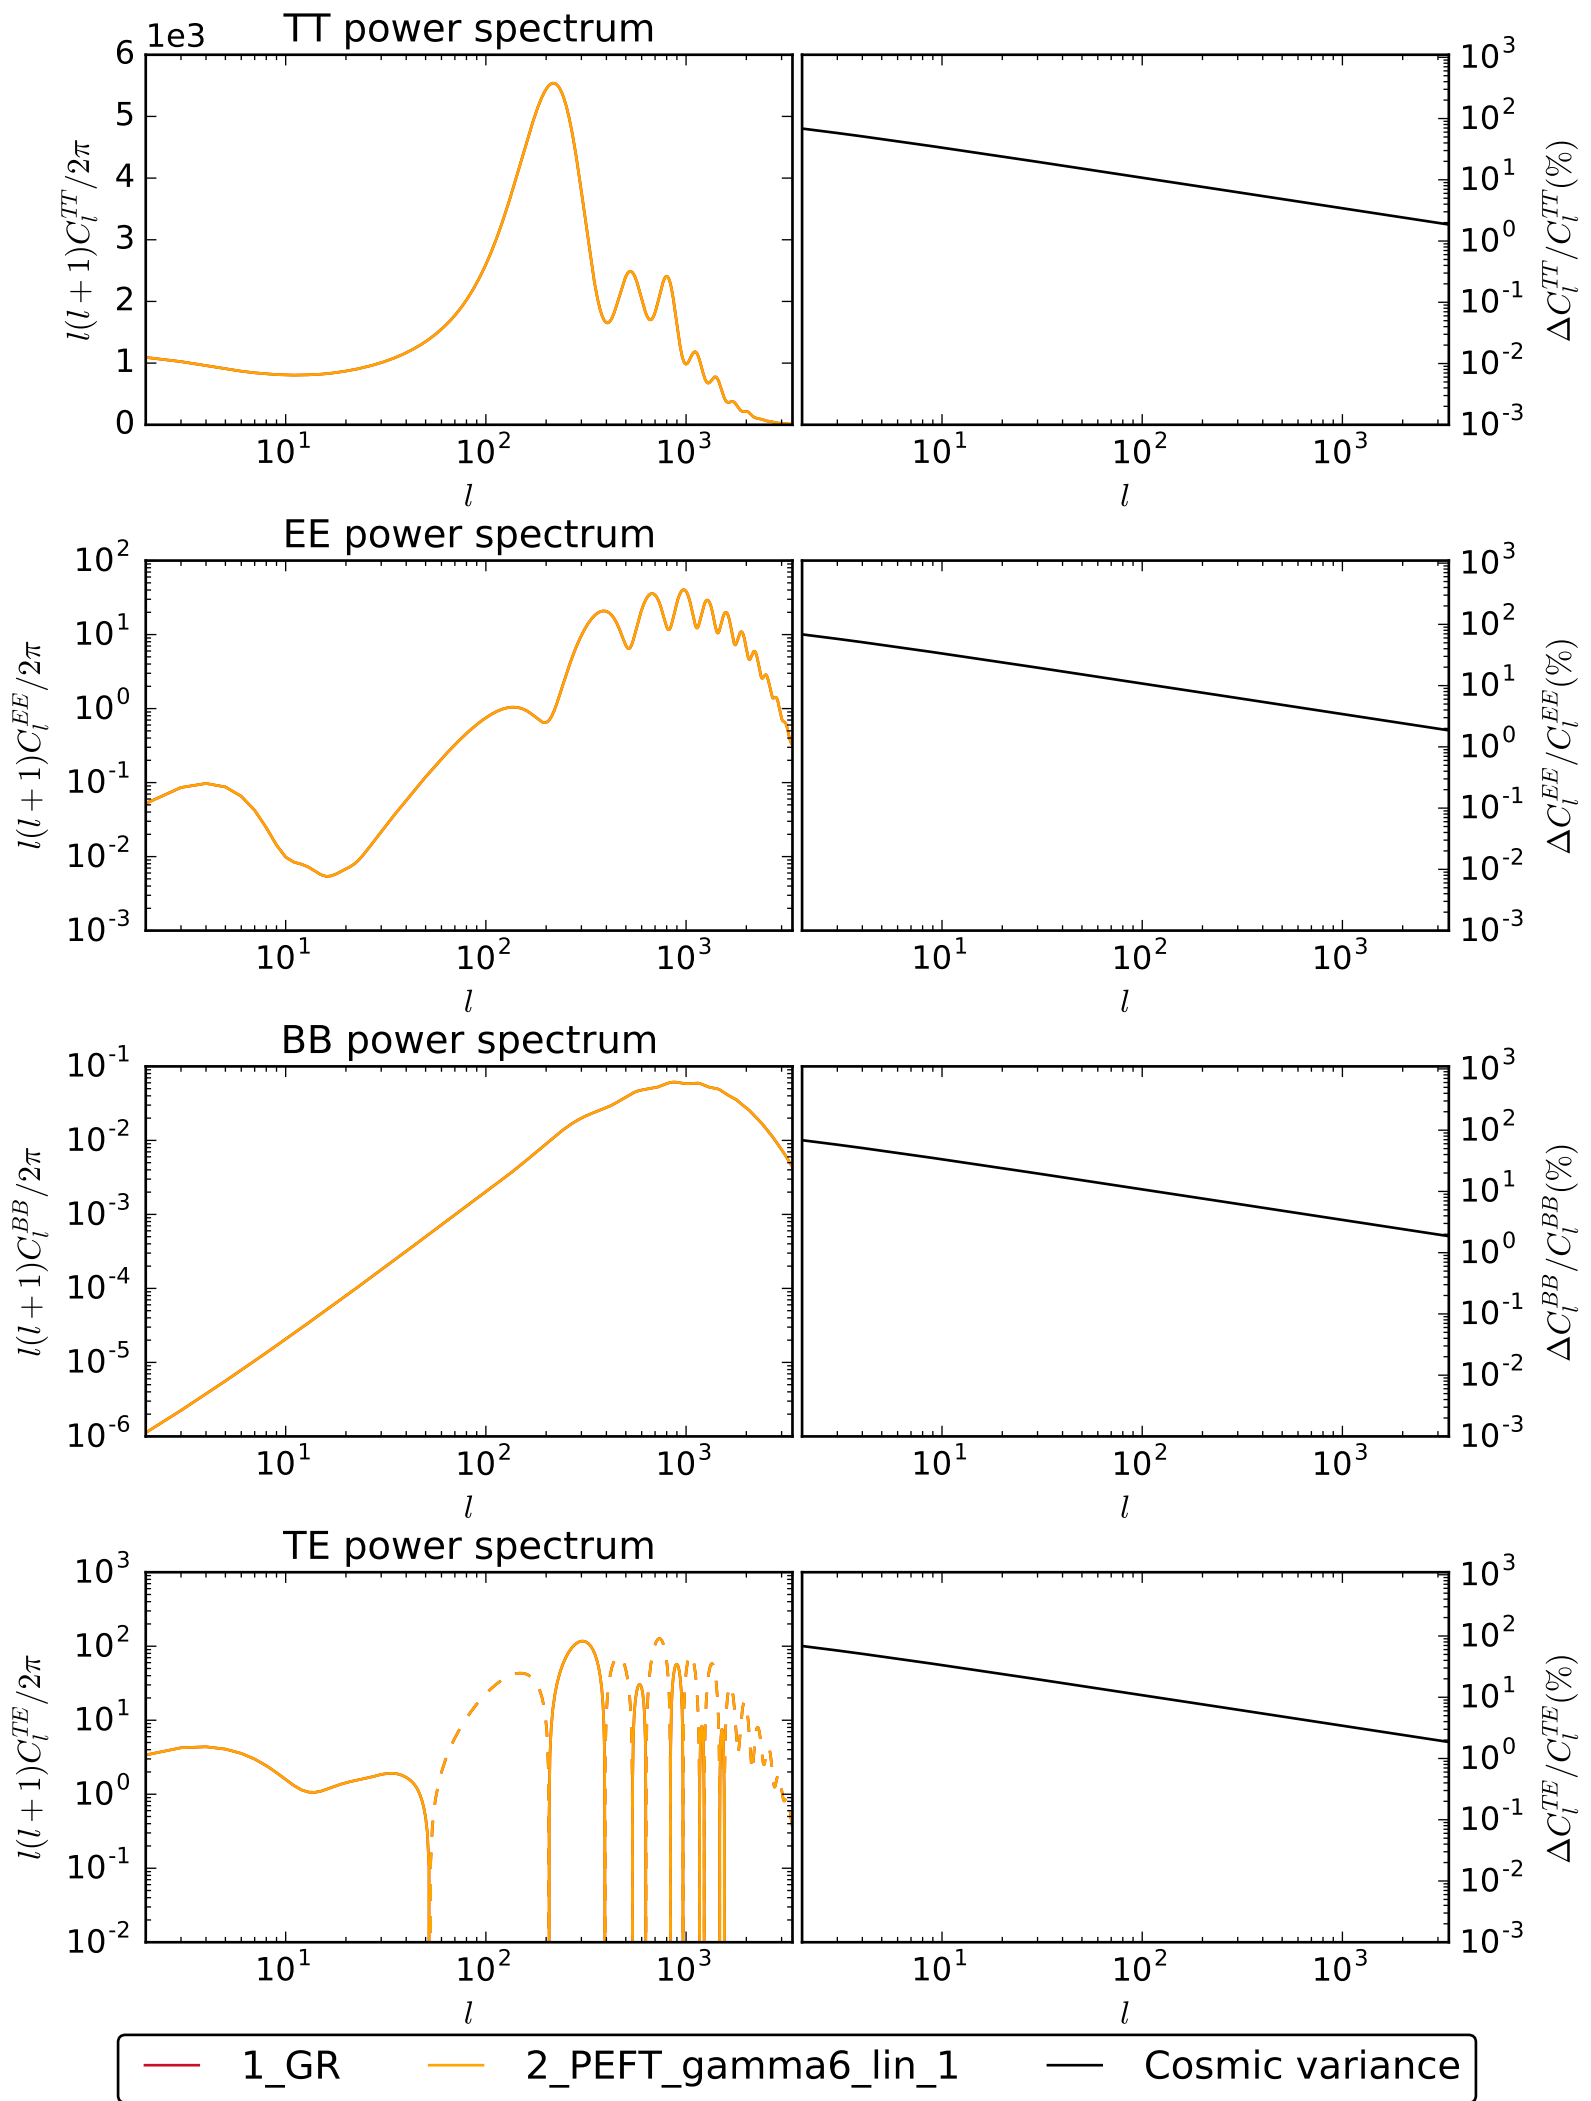 TT power spectrum
1e3
6
5
4
3
2
1
0
l(l+1)C_l^{TT}/2π
10^1 10^2 10^3
l
10^1 10^2 10^3
l
10^3
10^2
10^1
10^0
10^-1
10^-2
10^-3
ΔC_l^{TT}/C_l^{TT}(%)
EE power spectrum
10^2
10^1
10^0
10^-1
10^-2
10^-3
l(l+1)C_l^{EE}/2π
10^1 10^2 10^3
l
10^1 10^2 10^3
l
10^3
10^2
10^1
10^0
10^-1
10^-2
10^-3
ΔC_l^{EE}/C_l^{EE}(%)
BB power spectrum
10^-1
10^-2
10^-3
10^-4
10^-5
10^-6
l(l+1)C_l^{BB}/2π
10^1 10^2 10^3
l
10^1 10^2 10^3
l
10^3
10^2
10^1
10^0
10^-1
10^-2
10^-3
ΔC_l^{BB}/C_l^{BB}(%)
TE power spectrum
10^3
10^2
10^1
10^0
10^-1
10^-2
l(l+1)C_l^{TE}/2π
10^1 10^2 10^3
l
10^1 10^2 10^3
l
10^3
10^2
10^1
10^0
10^-1
10^-2
10^-3
ΔC_l^{TE}/C_l^{TE}(%)
1_GR 2_PEFT_gamma6_lin_1 Cosmic variance